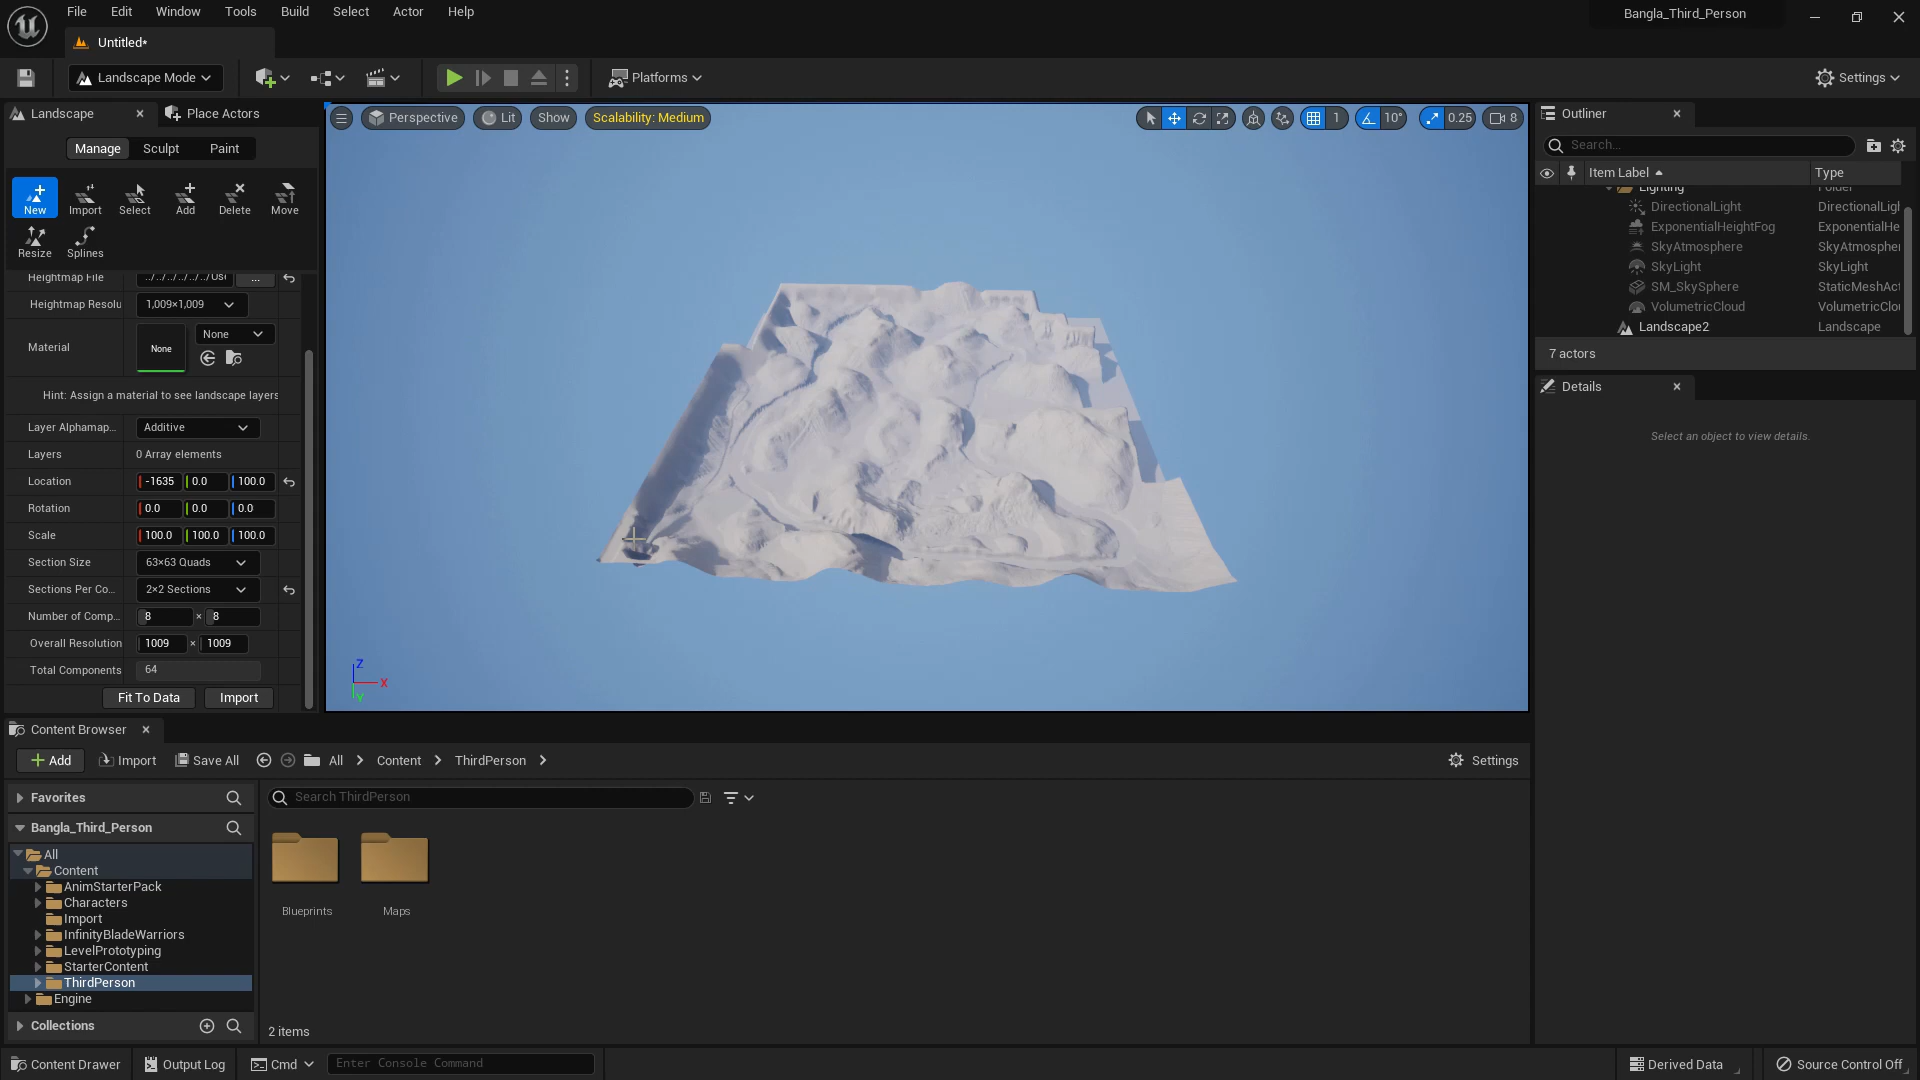 File Edit Window Tools Build Select Actor Help
Bangla_Third_Person
Untitled*
Landscape Mode
Platforms
Settings
Landscape
Place Actors
Manage Sculpt Paint
New Import Select Add Delete Move
Resize Splines
Heightmap File
...
Heightmap Resolu 1,009×1,009
Material None None
Hint: Assign a material to see landscape layers
Layer Alphamap... Additive
Layers 0 Array elements
Location -1635 0.0 100.0
Rotation 0.0 0.0 0.0
Scale 100.0 100.0 100.0
Section Size 63×63 Quads
Sections Per Co... 2×2 Sections
Number of Comp... 8 × 8
Overall Resolution 1009 × 1009
Total Components 64
Fit To Data Import
Perspective Lit Show Scalability: Medium
1 10° 0.25 8
Z
X
Y
Outliner
Search...
Item Label Type
Lighting Folder
DirectionalLight DirectionalLigl
ExponentialHeightFog ExponentialHe
SkyAtmosphere SkyAtmosphe
SkyLight SkyLight
SM_SkySphere StaticMeshAct
VolumetricCloud VolumetricClou
Landscape2 Landscape
7 actors
Details
Select an object to view details.
Content Browser
Add Import Save All All Content ThirdPerson
Settings
Favorites
Bangla_Third_Person
All
Content
AnimStarterPack
Characters
Import
InfinityBladeWarriors
LevelPrototyping
StarterContent
ThirdPerson
Engine
Collections
Search ThirdPerson
Blueprints Maps
2 items
Content Drawer Output Log Cmd Enter Console Command
Derived Data Source Control Off